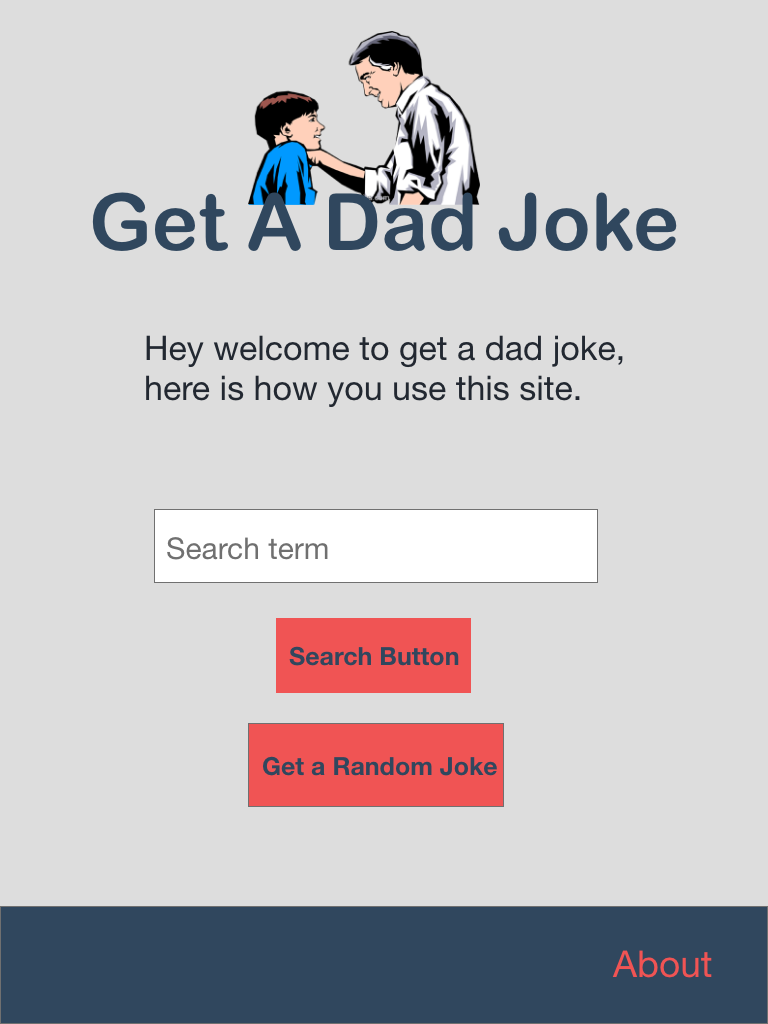 Get A Dad Joke
Hey welcome to get a dad joke,
here is how you use this site.
Search term
Search Button
Get a Random Joke
About